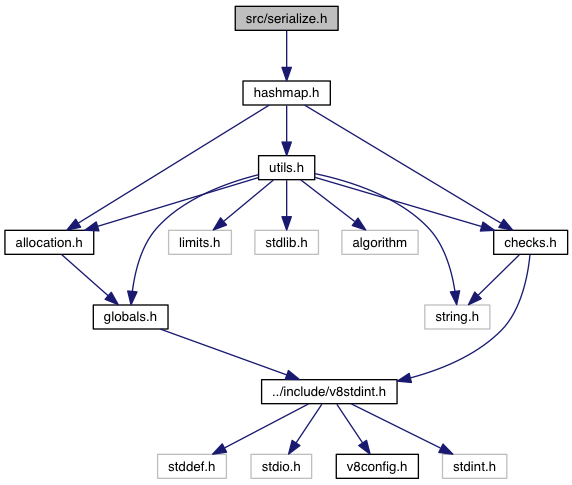 src/serialize.h
hashmap.h
utils.h
allocation.h
limits.h
stdlib.h
algorithm
checks.h
globals.h
string.h
../include/v8stdint.h
stddef.h
stdio.h
v8config.h
stdint.h